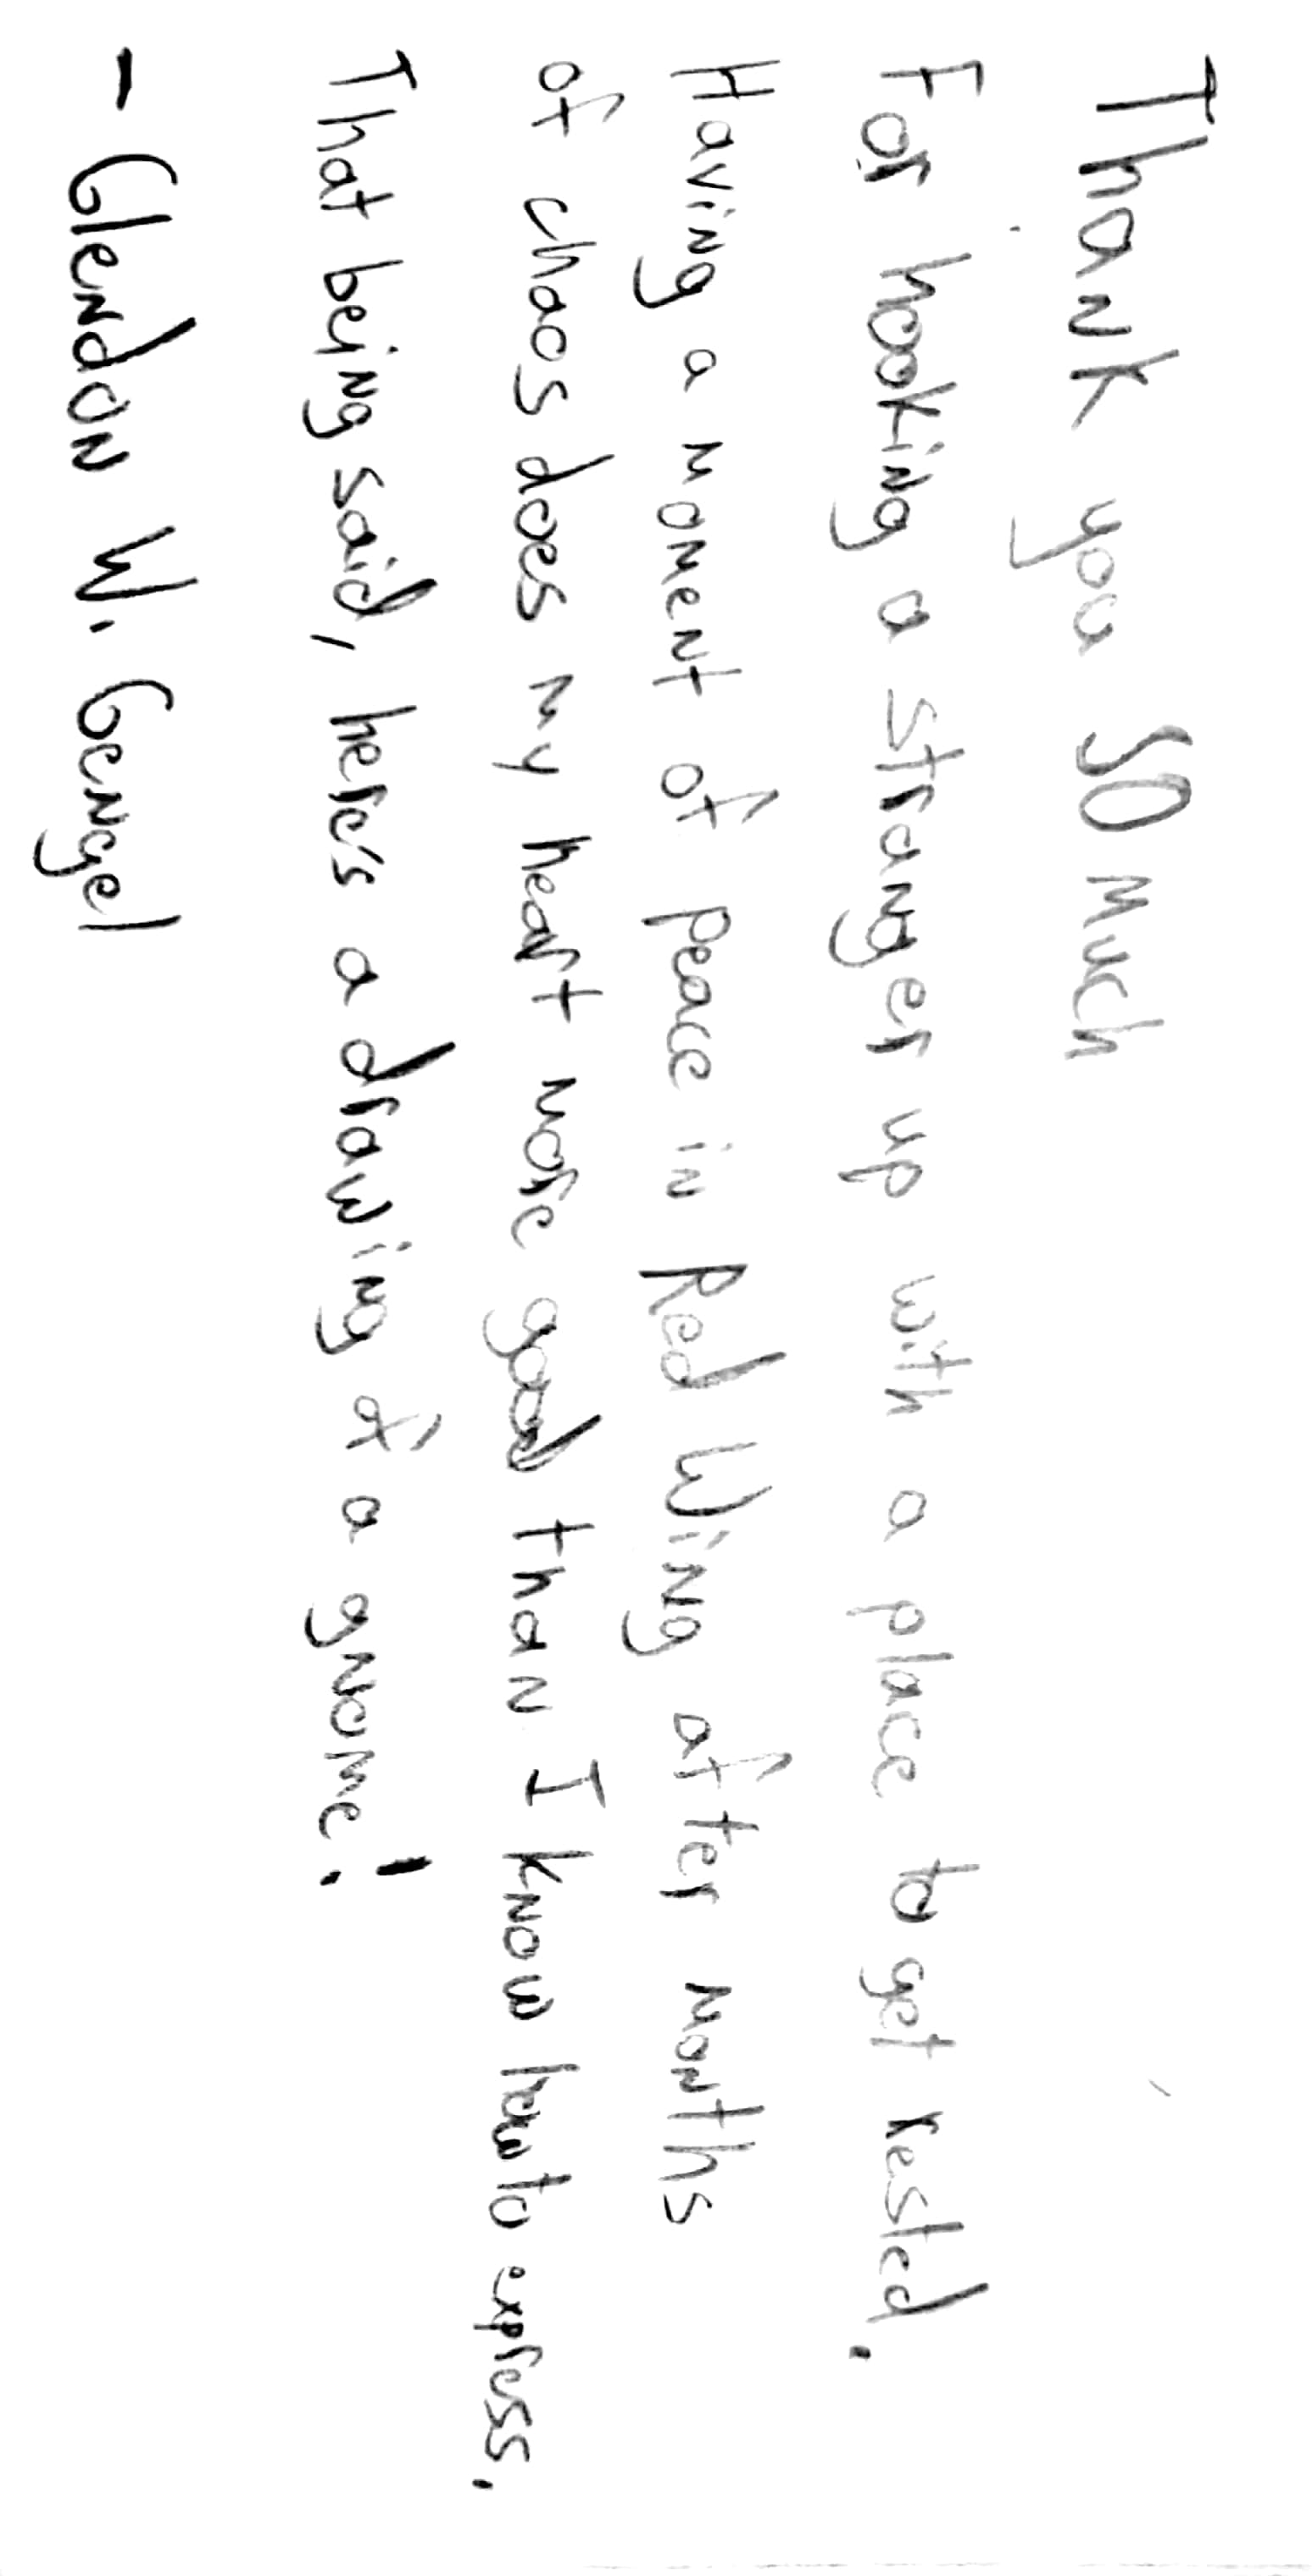 Thank you SO Much
For hooking a stranger up with a place to get rested.
Having a moment of peace in Red Wing after months
of chaos does my heart more good than I know how to express.
That being said, here's a drawing of a gnome!
- Glendon W. Gengel